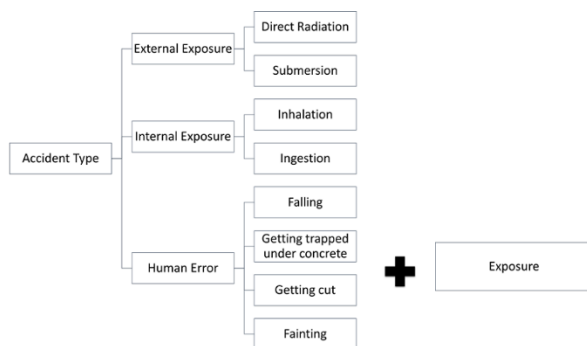 Direct Radiation
External Exposure
Submersion
Inhalation
Internal Exposure
Ingestion
Accident Type
Falling
Getting trapped
under concrete
Human Error
Exposure
Getting cut
Fainting